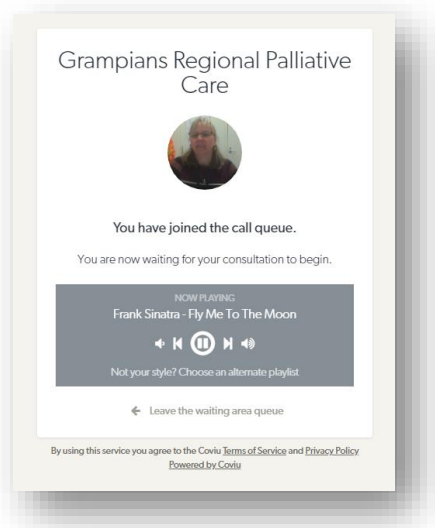 Grampians Regional Palliative
Care
You have joined the call queue.
You are now waiting for your consultation to begin.
NOW PLAYING
Frank Sinatra - Fly Me To The Moon
Not your style? Choose an alternate playlist
Leave the waiting area queue
By using this service you agree to the Coviu Terms of Service and Privacy Policy
Powered by Coviu